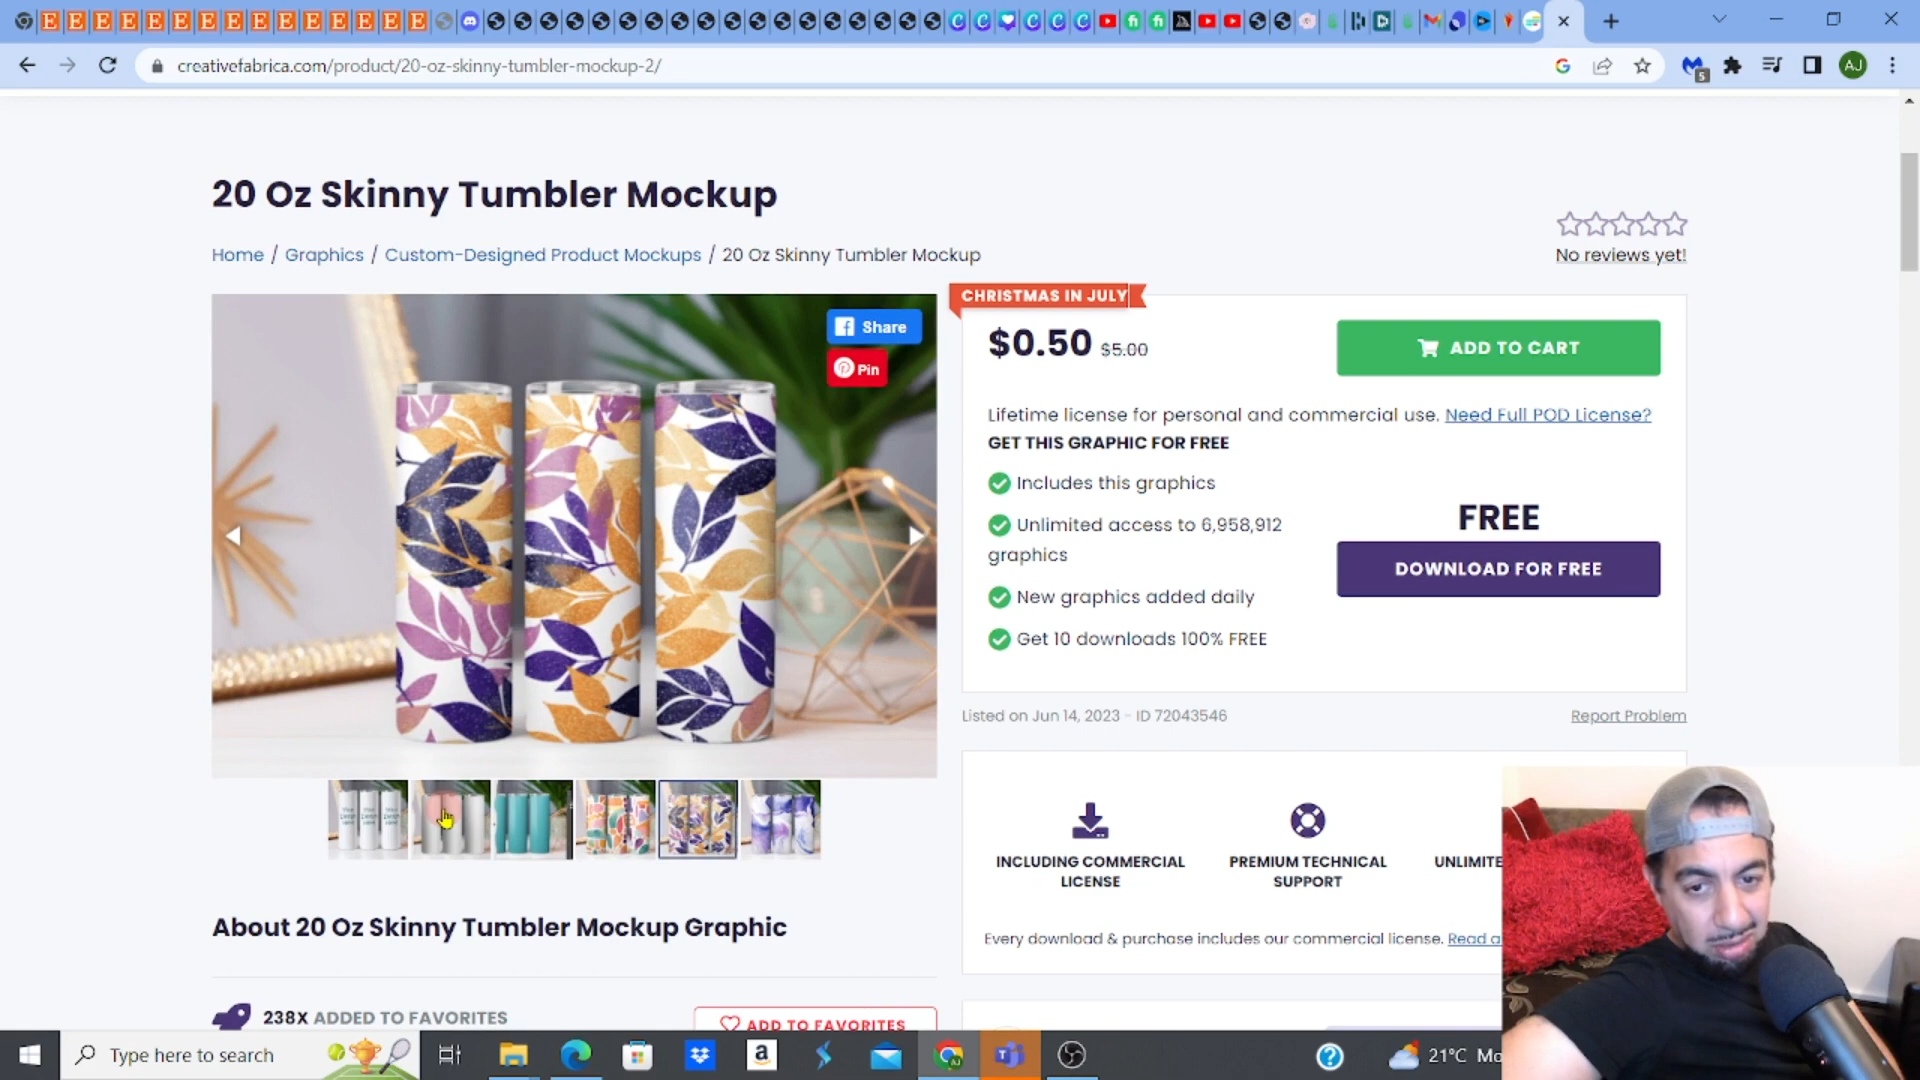 creativefabrica.com/product/20-oz-skinny-tumbler-mockup-2/
5
AJ
20 Oz Skinny Tumbler Mockup
Home / Graphics / Custom-Designed Product Mockups / 20 Oz Skinny Tumbler Mockup
No reviews yet!
Share
Pin
CHRISTMAS IN JULY
$0.50 $5.00
ADD TO CART
Lifetime license for personal and commercial use. Need Full POD License?
GET THIS GRAPHIC FOR FREE
Includes this graphics
Unlimited access to 6,958,912
graphics
New graphics added daily
Get 10 downloads 100% FREE
FREE
DOWNLOAD FOR FREE
Listed on Jun 14, 2023 - ID 72043546
Report Problem
INCLUDING COMMERCIAL
LICENSE
PREMIUM TECHNICAL
SUPPORT
UNLIMITE
Every download & purchase includes our commercial license. Read a
About 20 Oz Skinny Tumbler Mockup Graphic
238X ADDED TO FAVORITES
ADD TO FAVORITES
Type here to search
21°C Mo